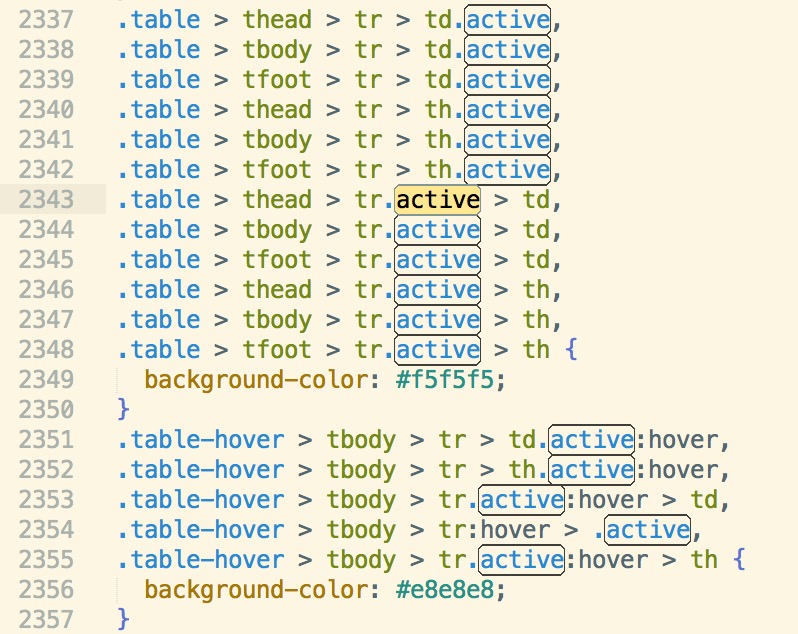 2337 .table > thead > tr > td.active,
2338 .table > tbody > tr > td.active,
2339 .table > tfoot > tr > td.active,
2340 .table > thead > tr > th.active,
2341 .table > tbody > tr > th.active,
2342 .table > tfoot > tr > th.active,
2343 .table > thead > tr.active > td,
2344 .table > tbody > tr.active > td,
2345 .table > tfoot > tr.active > td,
2346 .table > thead > tr.active > th,
2347 .table > tbody > tr.active > th,
2348 .table > tfoot > tr.active > th {
2349 background-color: #f5f5f5;
2350 }
2351 .table-hover > tbody > tr > td.active:hover,
2352 .table-hover > tbody > tr > th.active:hover,
2353 .table-hover > tbody > tr.active:hover > td,
2354 .table-hover > tbody > tr:hover > .active,
2355 .table-hover > tbody > tr.active:hover > th {
2356 background-color: #e8e8e8;
2357 }